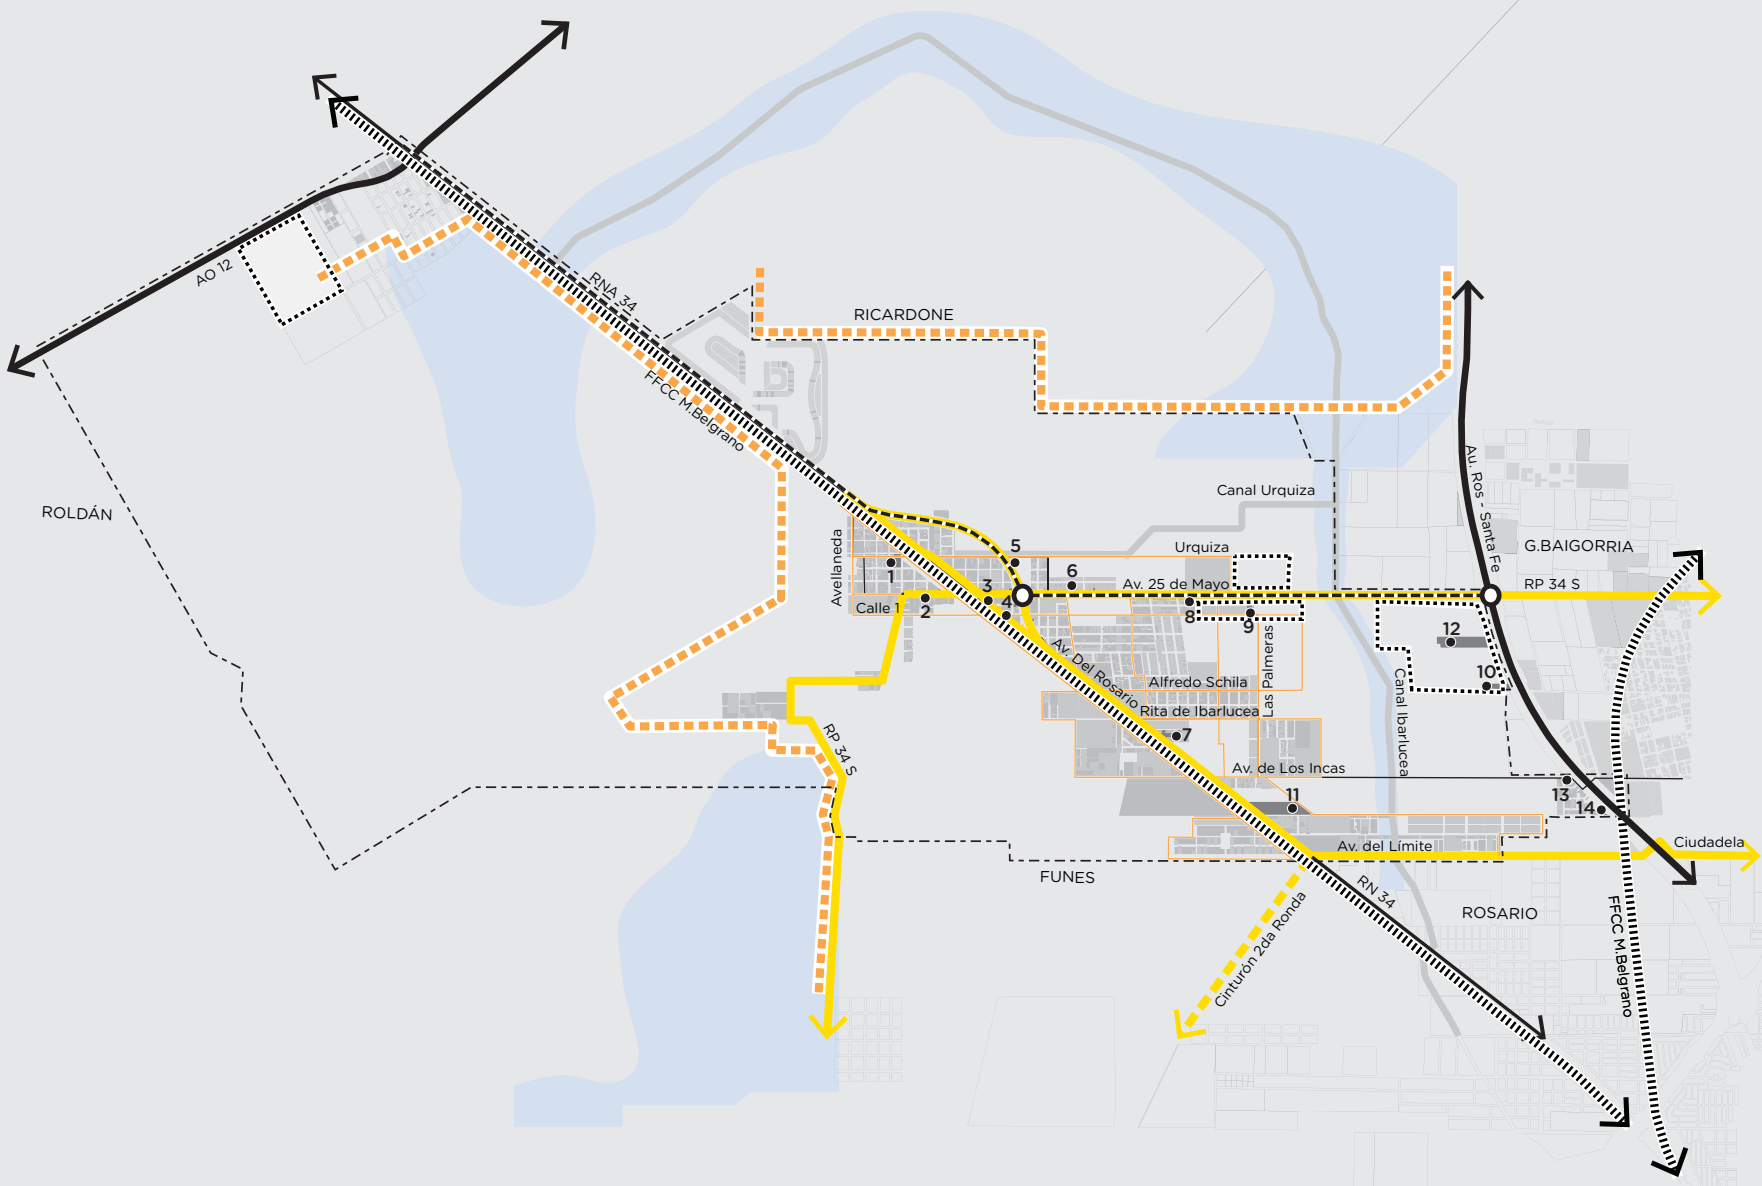 AO 12
RNA 34
RICARDONE
FFCC M.Belgrano
ROLDÁN
Canal Urquiza
Au. Ros - Santa Fe
Avellaneda
Urquiza
G.BAIGORRIA
5
1
6
Av. 25 de Mayo
RP 34 S
3
Calle 1
2
4
8
9
12
Av. Del Rosario
Las Palmeras
10
Alfredo Schila
Canal Ibarlucea
Rita de Ibarlucea
7
RP 34 S
Av. de Los Incas
11
13
14
Av. del Límite
Ciudadela
FUNES
RN 34
ROSARIO
Cinturón 2da Ronda
FFCC M.Belgrano